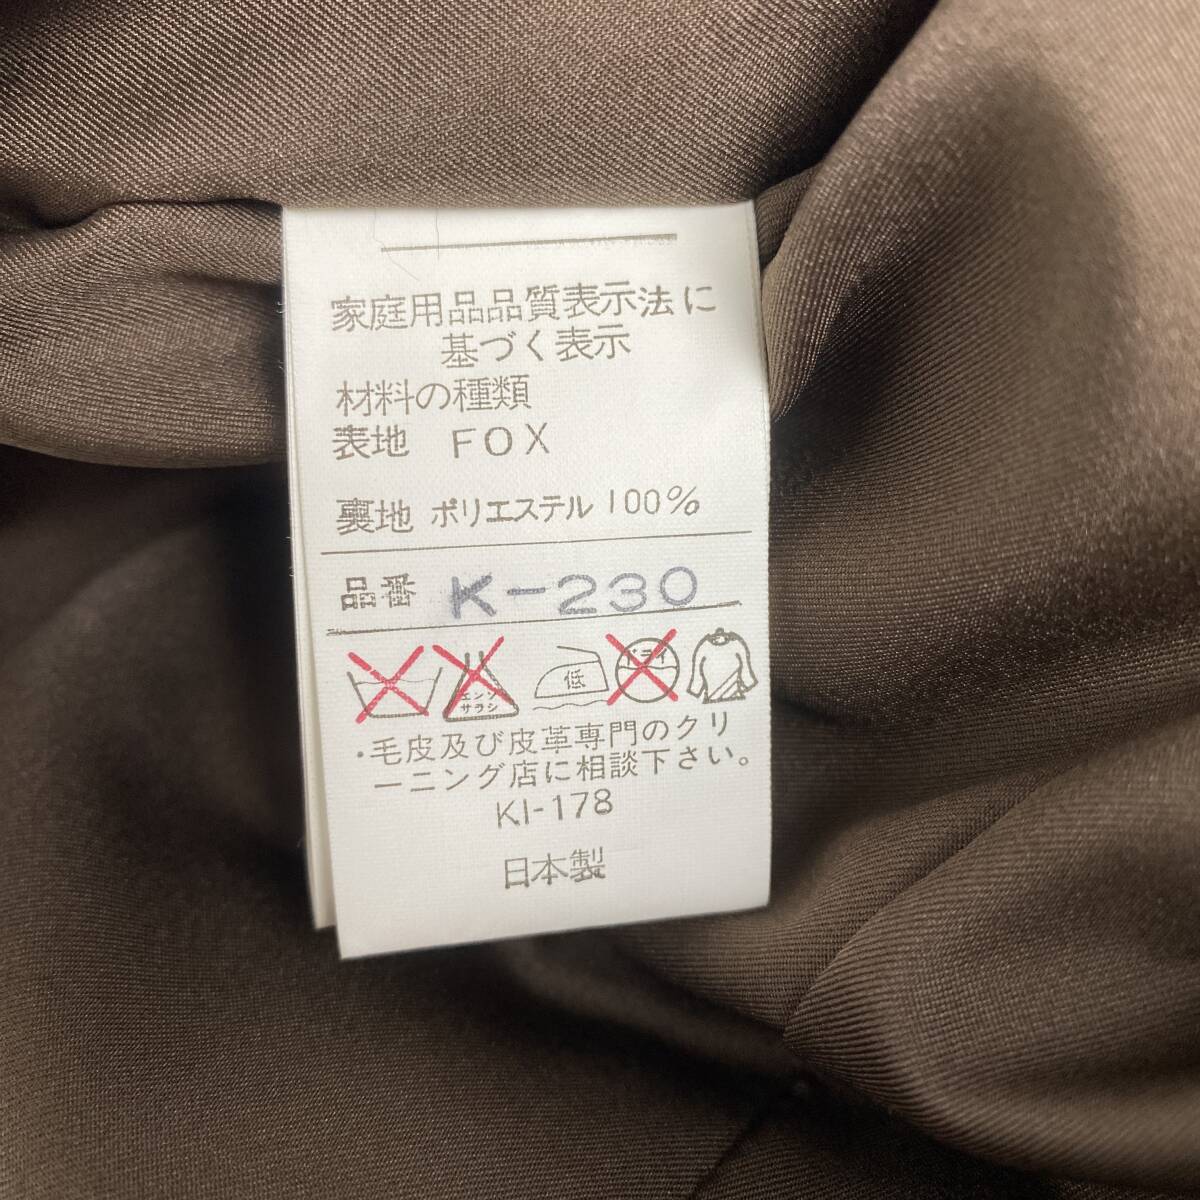 家庭用品品質表示法に
基づく表示
材料の種類
表地 FOX
裏地 ポリエステル100%
品番 K-230
エンソ
サラシ
低
ドライ
・毛皮及び皮革専門のクリ
ーニング店に相談下さい。
KI-178
日本製